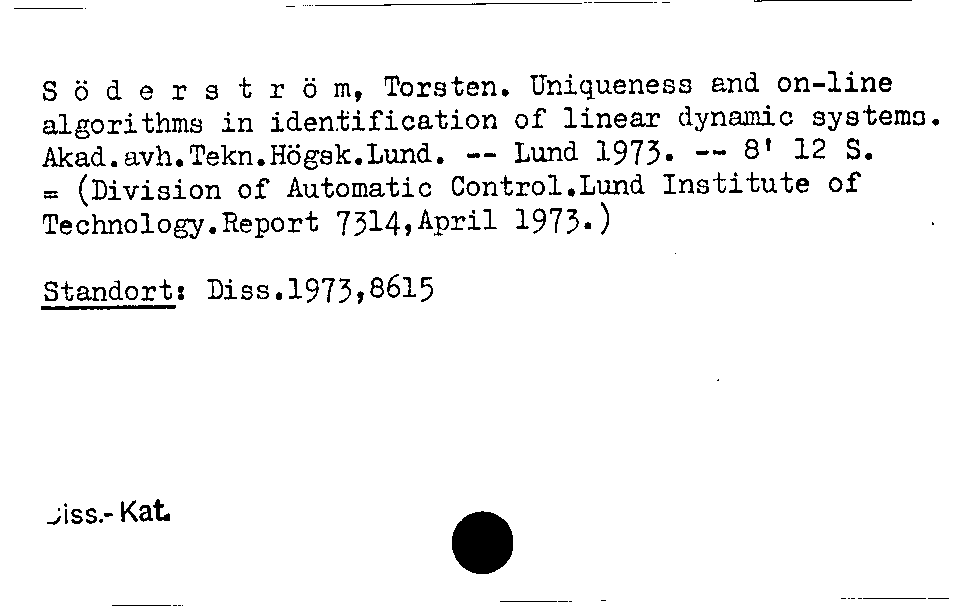 S ö d e r s t r ö m, Torsten. Uniqueness and on-line
algorithms in identification of linear dynamic systems.
Akad.avh.Tekn.Högsk.Lund. -- Lund 1973. -- 8' 12 S.
= (Division of Automatic Control.Lund Institute of
Technology.Report 7314,April 1973.)
Standort: Diss.1973,8615
Diss.-Kat.